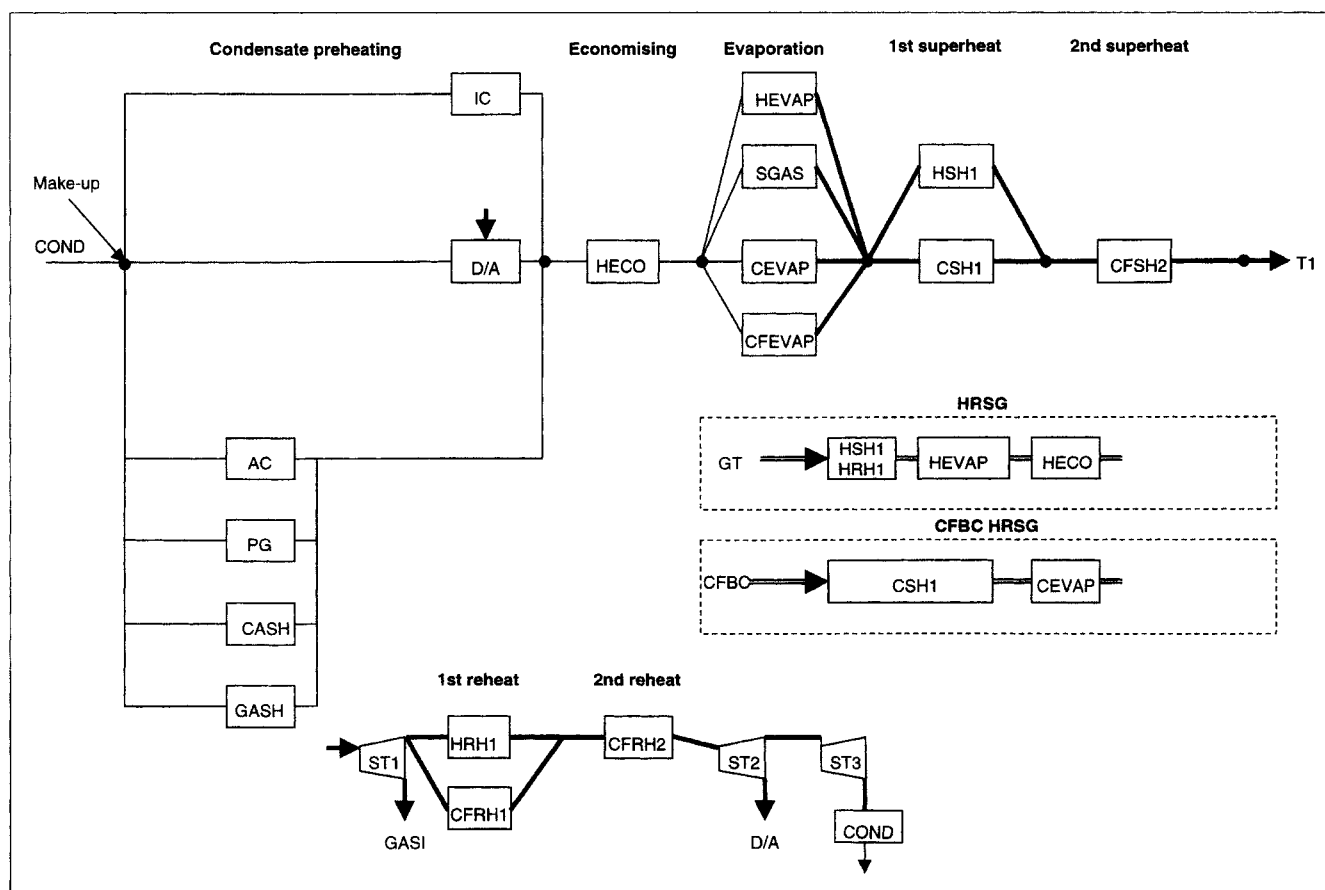 Condensate preheating
Economising
Evaporation
1st superheat
2nd superheat
IC
HEVAP
SGAS
HSH1
Make-up
COND
D/A
HECO
CEVAP
CSH1
CFSH2
T1
CFEVAP
HRSG
AC
GT
HSH1
HRH1
HEVAP
HECO
PG
CFBC HRSG
CFBC
CSH1
CEVAP
CASH
GASH
1st reheat
2nd reheat
ST1
HRH1
CFRH2
ST2
ST3
CFRH1
GASI
D/A
COND